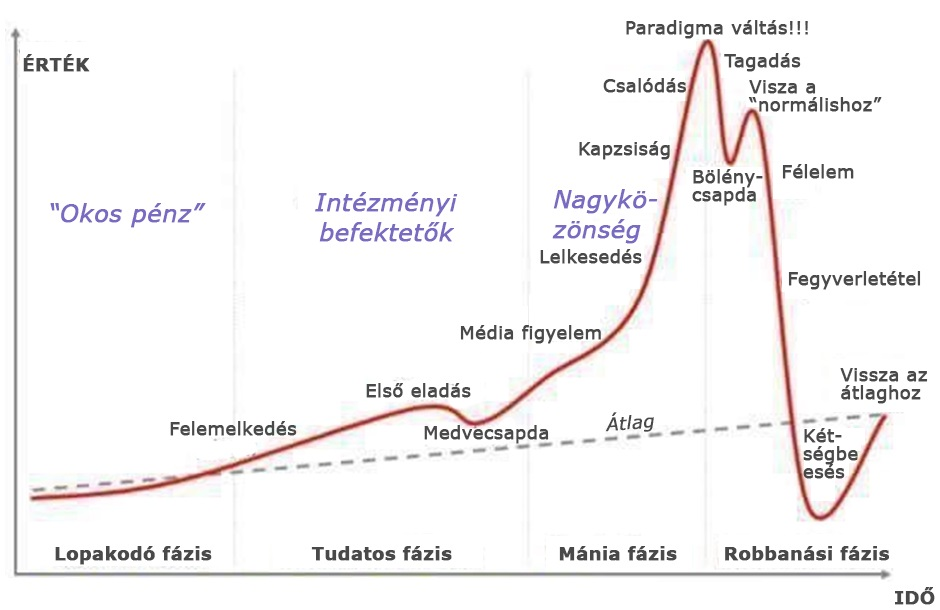 Paradigma váltás!!!
ÉRTÉK
Tagadás
Csalódás
Visza a
“normálishoz”
Kapzsiság
Bölény-
csapda
Félelem
“Okos pénz”
Intézményi
befektetők
Nagykö-
zönség
Lelkesedés
Fegyverletétel
Média figyelem
Első eladás
Vissza az
átlaghoz
Felemelkedés
Medvecsapda
Átlag
Két-
ségbe
esés
Lopakodó fázis
Tudatos fázis
Mánia fázis
Robbanási fázis
IDŐ